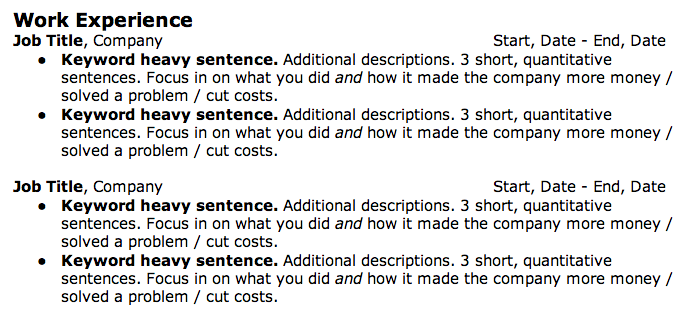 Work Experience
Job Title, Company Start, Date - End, Date
● Keyword heavy sentence. Additional descriptions. 3 short, quantitative
sentences. Focus in on what you did and how it made the company more money /
solved a problem / cut costs.
● Keyword heavy sentence. Additional descriptions. 3 short, quantitative
sentences. Focus in on what you did and how it made the company more money /
solved a problem / cut costs.
Job Title, Company Start, Date - End, Date
● Keyword heavy sentence. Additional descriptions. 3 short, quantitative
sentences. Focus in on what you did and how it made the company more money /
solved a problem / cut costs.
● Keyword heavy sentence. Additional descriptions. 3 short, quantitative
sentences. Focus in on what you did and how it made the company more money /
solved a problem / cut costs.